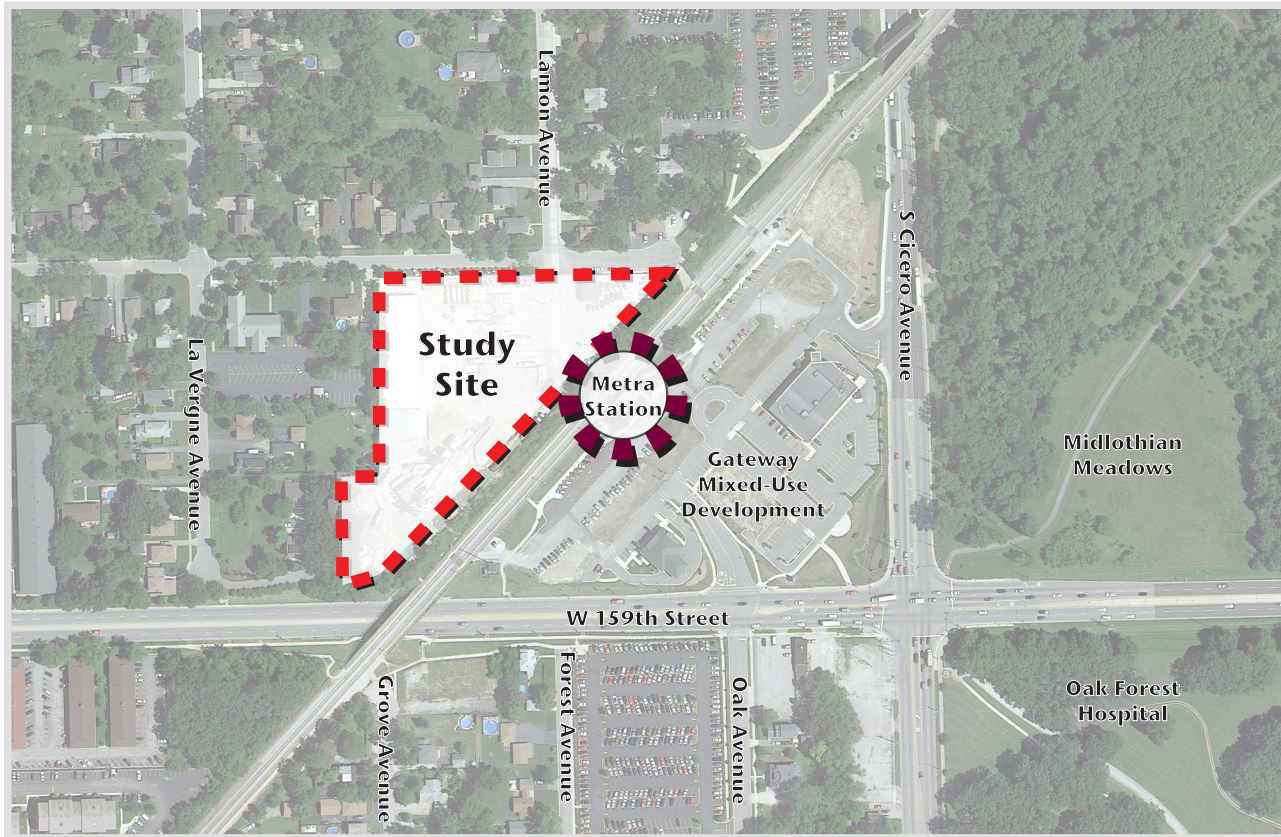 Lamon Avenue
S Cicero Avenue
Study
Site
La Vergne Avenue
Metra
Station
Midlothian
Meadows
Gateway
Mixed-Use
Development
W 159th Street
Grove Avenue
Forest Avenue
Oak Avenue
Oak Forest
Hospital